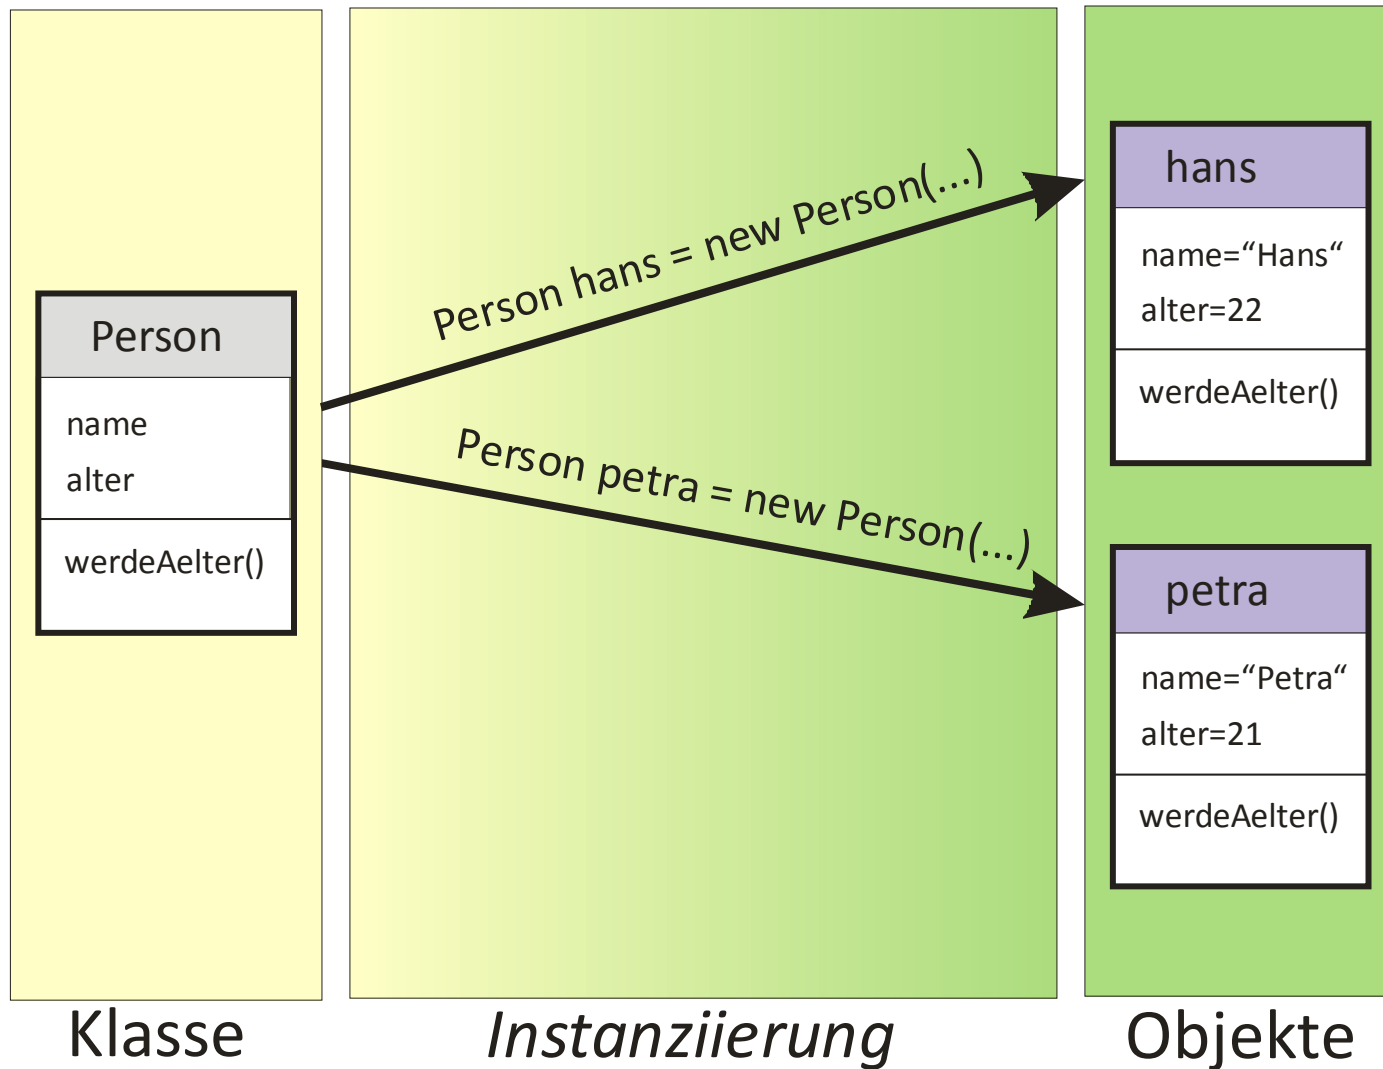 Person
name
alter
werdeAelter()
Person hans = new Person(...)
Person petra = new Person(...)
hans
name=“Hans“
alter=22
werdeAelter()
petra
name=“Petra“
alter=21
werdeAelter()
Klasse
Instanziierung
Objekte